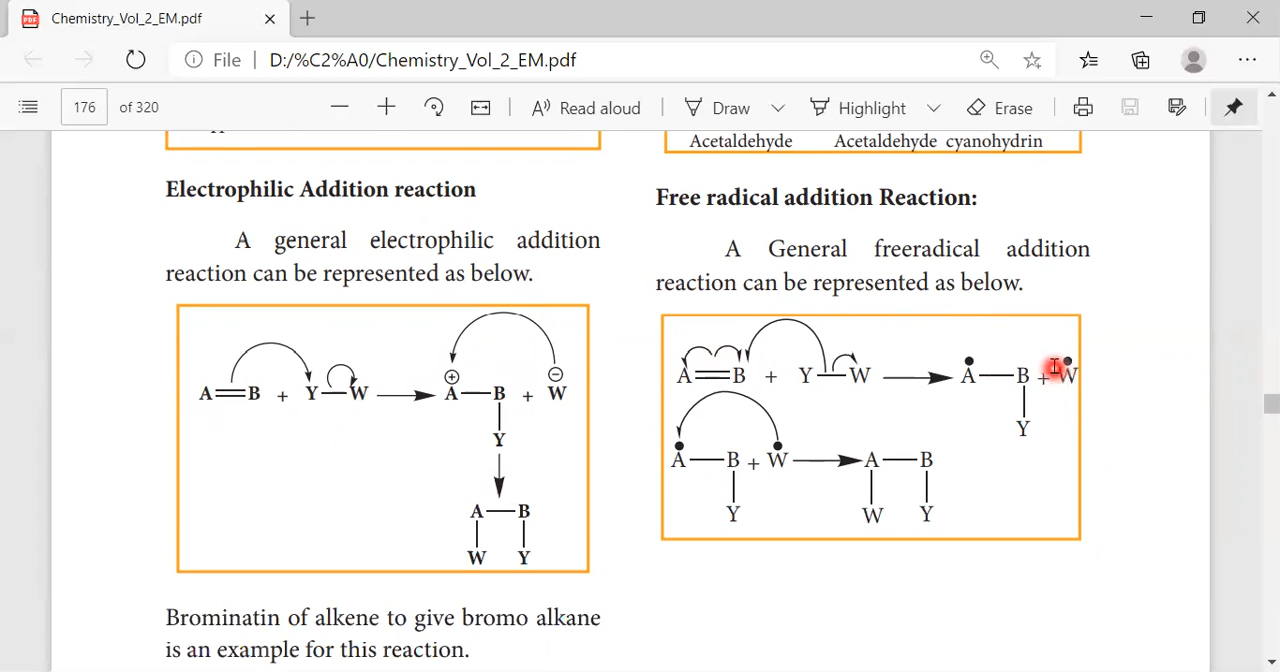 Chemistry_Vol_2_EM.pdf
File D:/%C2%A0/Chemistry_Vol_2_EM.pdf
176 of 320 Read aloud Draw Highlight Erase
Electrophilic Addition reaction
A general electrophilic addition
reaction can be represented as below.
A B + Y W A B + W
Y
A B
W Y
Brominatin of alkene to give bromo alkane
is an example for this reaction.
Acetaldehyde Acetaldehyde cyanohydrin
Free radical addition Reaction:
A General freeradical addition
reaction can be represented as below.
A B + Y W A B + W
Y
A B + W A B
Y W Y